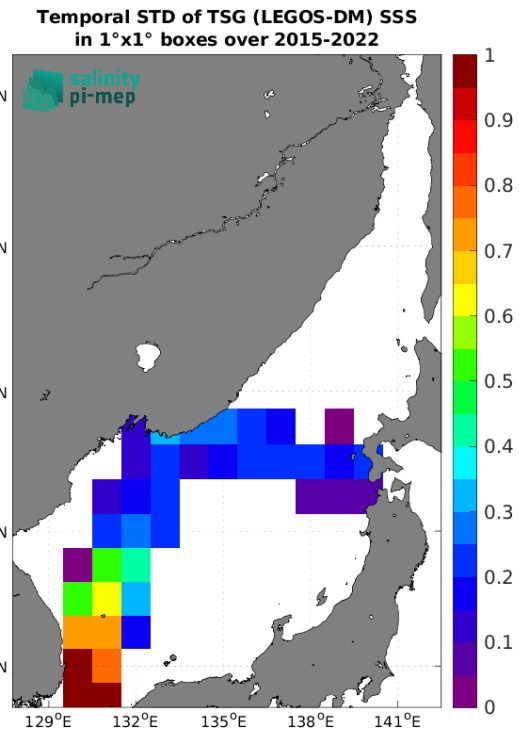 Temporal STD of TSG (LEGOS-DM) SSS
in 1°x1° boxes over 2015-2022
salinity
pi-mep
N
N
N
N
N
1
0.9
0.8
0.7
0.6
0.5
0.4
0.3
0.2
0.1
0
129°E
132°E
135°E
138°E
141°E